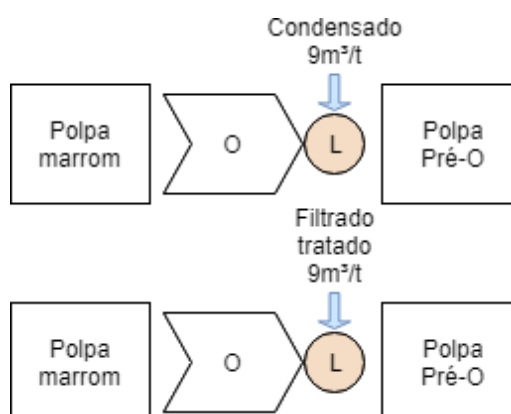 Condensado
9m³/t
Polpa
marrom
O
L
Polpa
Pré-O
Filtrado
tratado
9m³/t
Polpa
marrom
O
L
Polpa
Pré-O